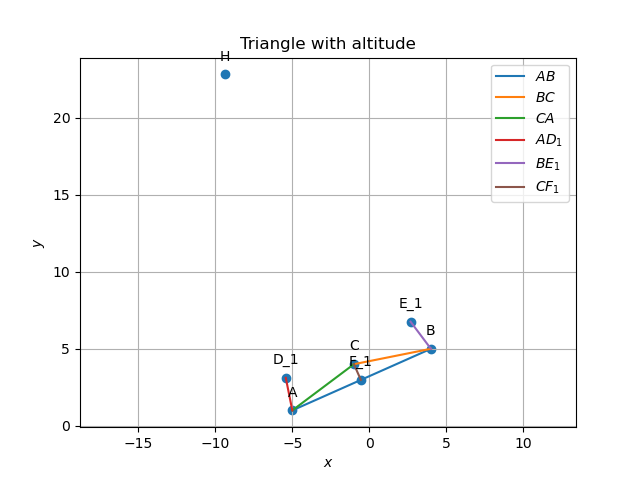 Triangle with altitude
H
AB
BC
CA
AD₁
BE₁
CF₁
E_1
B
C
F_1
D_1
A
20
15
10
5
0
y
−15
−10
−5
0
5
10
x